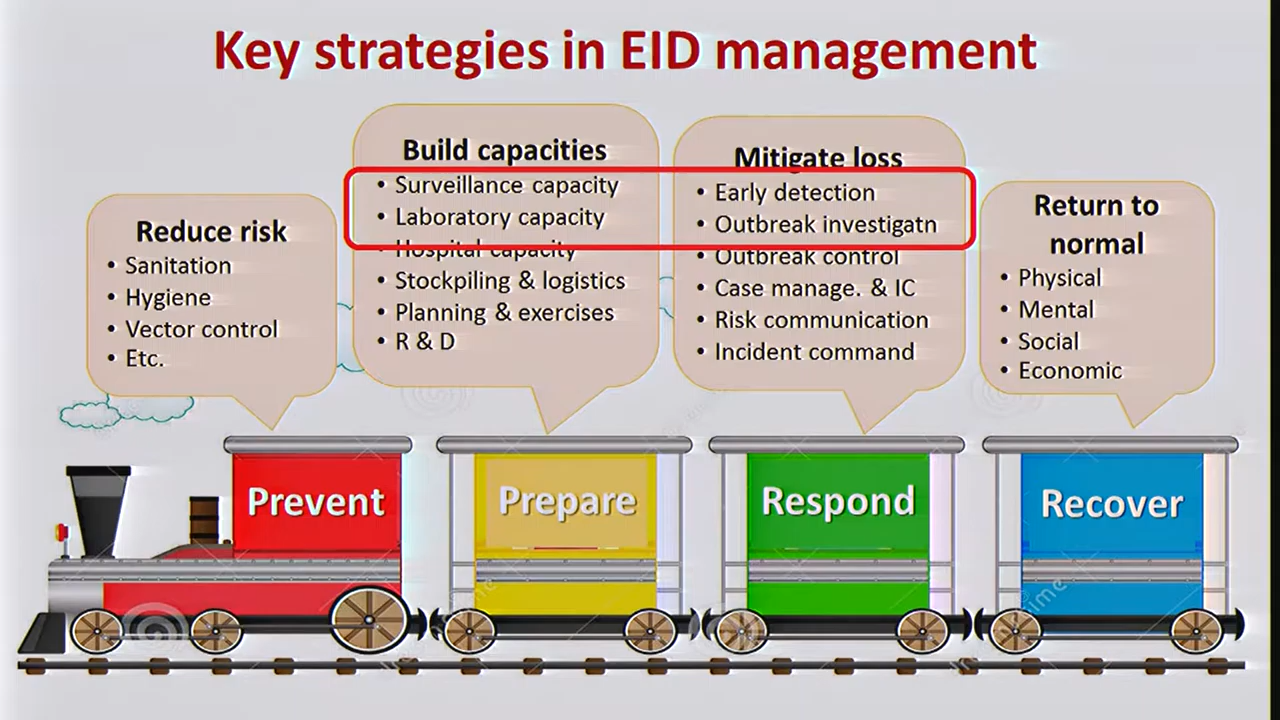 Key strategies in EID management
Reduce risk
• Sanitation
• Hygiene
• Vector control
• Etc.
Build capacities
• Surveillance capacity
• Laboratory capacity
• Hospital capacity
• Stockpiling & logistics
• Planning & exercises
• R & D
Mitigate loss
• Early detection
• Outbreak investigatn
• Outbreak control
• Case manage. & IC
• Risk communication
• Incident command
Return to
normal
• Physical
• Mental
• Social
• Economic
Prevent
Prepare
Respond
Recover